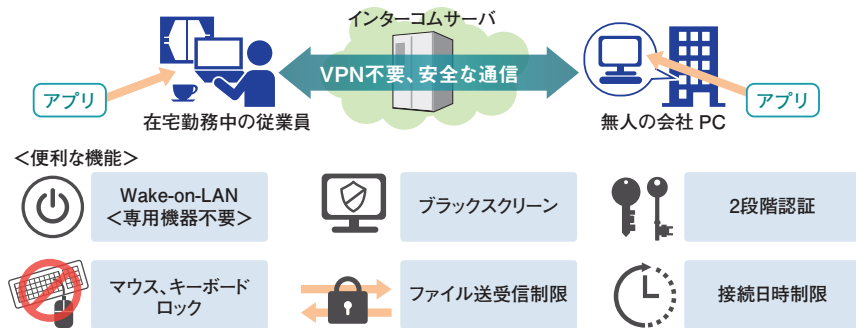 インターコムサーバ
VPN不要、安全な通信
アプリ
アプリ
在宅勤務中の従業員
無人の会社 PC
＜便利な機能＞
Wake-on-LAN
＜専用機器不要＞
ブラックスクリーン
2段階認証
マウス、キーボード
ロック
ファイル送受信制限
接続日時制限